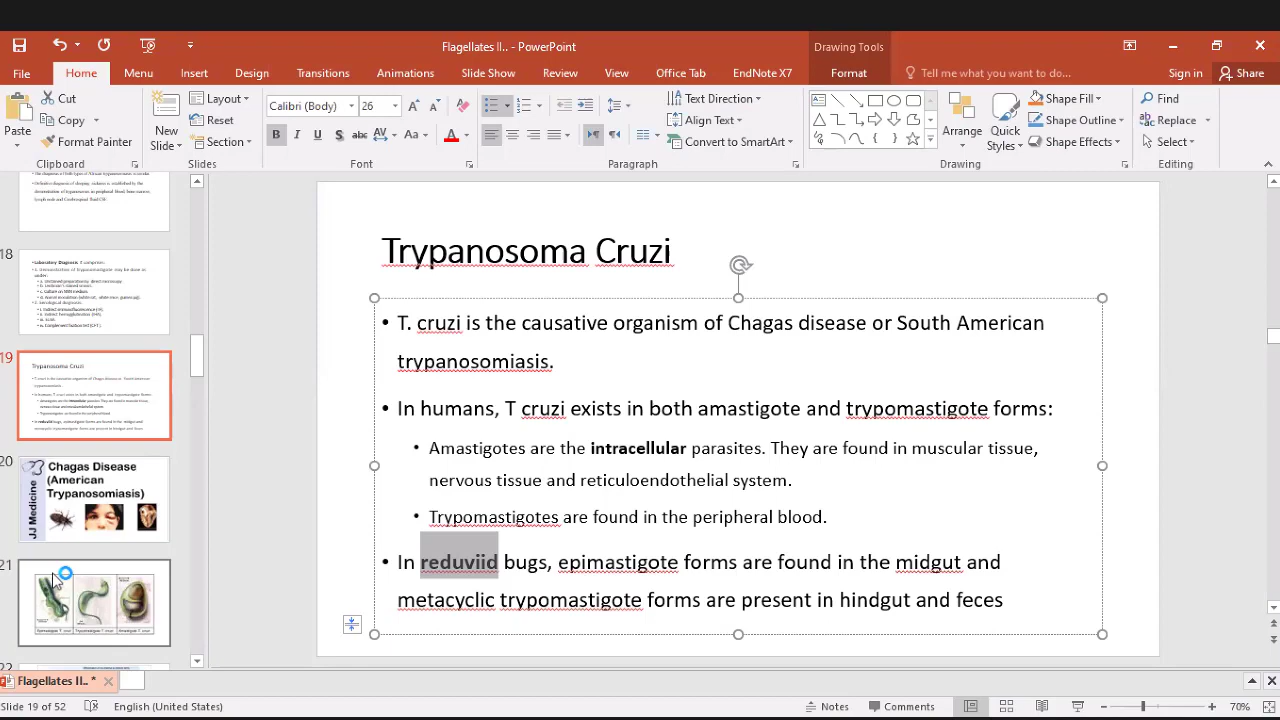 Flagellates II.. - PowerPoint
Drawing Tools
File Home Menu Insert Design Transitions Animations Slide Show Review View Office Tab EndNote X7 Format Tell me what you want to do... Sign in Share
Paste
Cut
Copy
Format Painter
Clipboard
New
Slide
Layout
Reset
Section
Slides
Calibri (Body) 26
B I U S abc AV Aa A
Font
Text Direction
Align Text
Convert to SmartArt
Paragraph
Arrange
Quick
Styles
Shape Fill
Shape Outline
Shape Effects
Drawing
Find
Replace
Select
Editing
18
Laboratory Diagnosis
19
Trypanosoma Cruzi
20
Chagas Disease
(American
Trypanosomiasis)
JJ Medicine
21
22
Trypanosoma Cruzi
• T. cruzi is the causative organism of Chagas disease or South American
trypanosomiasis.
• In humans, T cruzi exists in both amastigote and trypomastigote forms:
• Amastigotes are the intracellular parasites. They are found in muscular tissue,
nervous tissue and reticuloendothelial system.
• Trypomastigotes are found in the peripheral blood.
• In reduviid bugs, epimastigote forms are found in the midgut and
metacyclic trypomastigote forms are present in hindgut and feces
Flagellates II.. *
Slide 19 of 52 English (United States) Notes Comments 70%